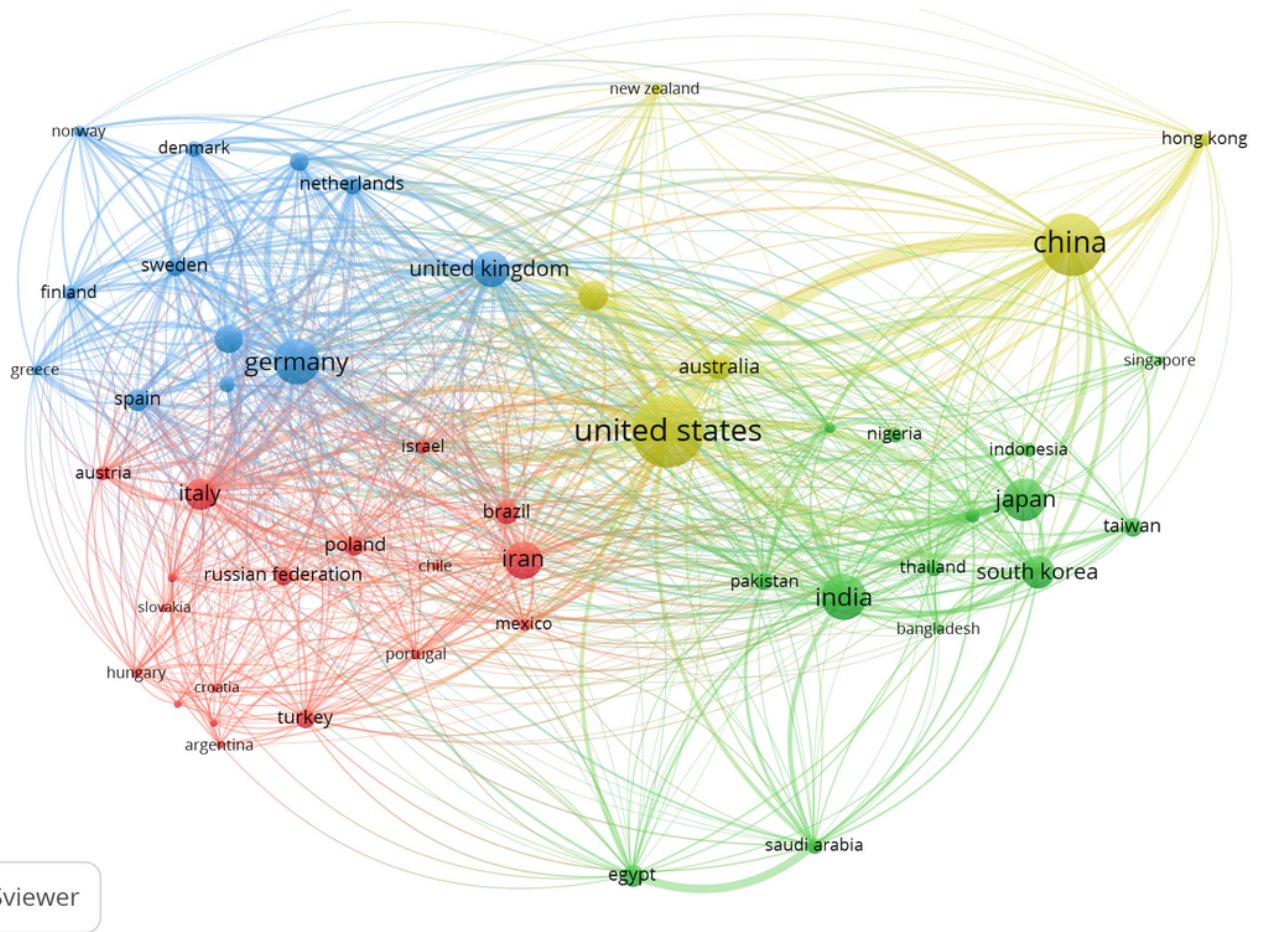 new zealand
norway
hong kong
denmark
netherlands
china
sweden
united kingdom
finland
singapore
germany
australia
greece
spain
united states
nigeria
israel
indonesia
austria
italy
japan
brazil
taiwan
poland
iran
chile
thailand
south korea
russian federation
pakistan
india
slovakia
mexico
bangladesh
portugal
hungary
croatia
turkey
argentina
saudi arabia
egypt
viewer